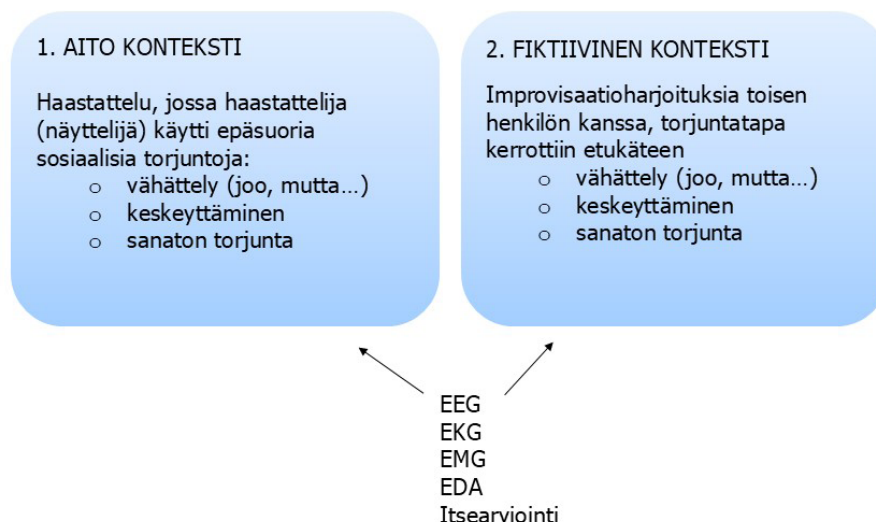 1. AITO KONTEKSTI
Haastattelu, jossa haastattelija
(näyttelijä) käytti epäsuoria
sosiaalisia torjuntoja:
o vähättely (joo, mutta…)
o keskeyttäminen
o sanaton torjunta
2. FIKTIIVINEN KONTEKSTI
Improvisaatioharjoituksia toisen
henkilön kanssa, torjuntatapa
kerrottiin etukäteen
o vähättely (joo, mutta…)
o keskeyttäminen
o sanaton torjunta
EEG
EKG
EMG
EDA
Itsearviointi